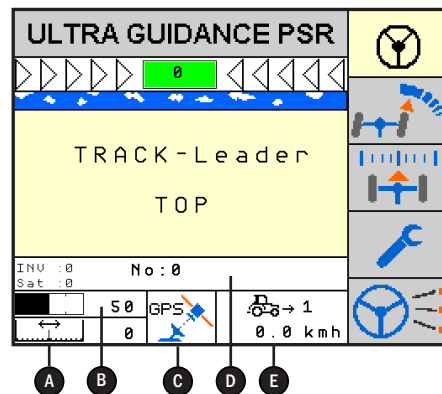 ULTRA GUIDANCE PSR
0
TRACK-Leader
TOP
INV :0
No:0
Sat :0
50
GPS
→ 1
0
0.0 kmh
A
B
C
D
E